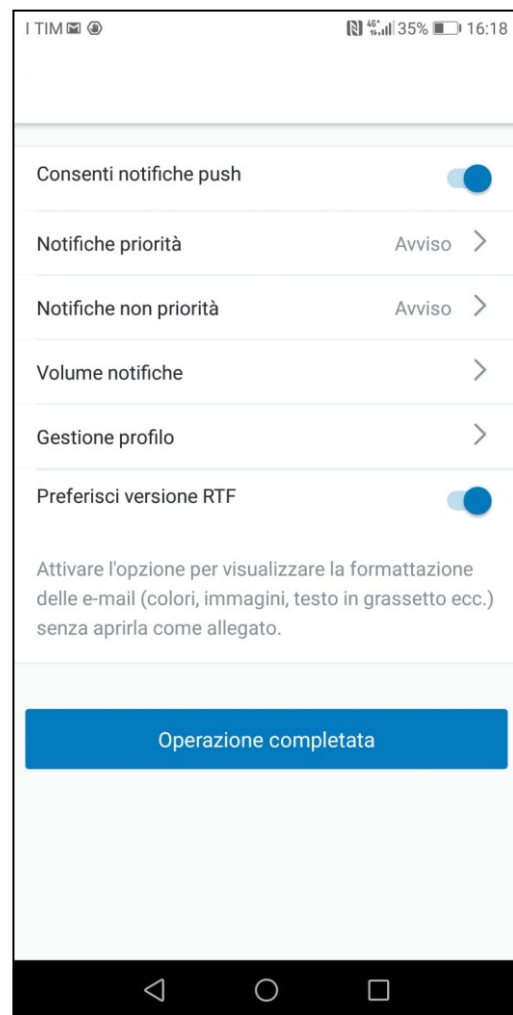 I TIM
4G+ 35% 16:18
Consenti notifiche push
Notifiche priorità Avviso
Notifiche non priorità Avviso
Volume notifiche
Gestione profilo
Preferisci versione RTF
Attivare l'opzione per visualizzare la formattazione
delle e-mail (colori, immagini, testo in grassetto ecc.)
senza aprirla come allegato.
Operazione completata